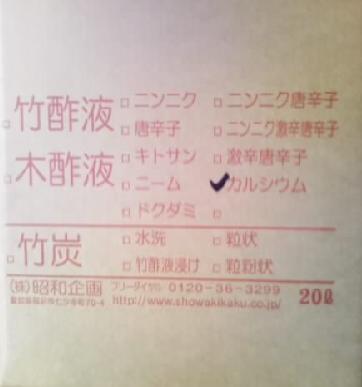 竹酢液 □ニンニク □ニンニク唐辛子
□唐辛子 □ニンニク激辛唐辛子
木酢液 □キトサン □激辛唐辛子
□ニーム ✓カルシウム
□ドクダミ □
竹炭 □水洗 □粒状
□竹酢液浸け □粒粉状
(株)昭和企画 フリーダイヤル 0120-36-3299
http://www.showakikaku.co.jp/ 20ℓ